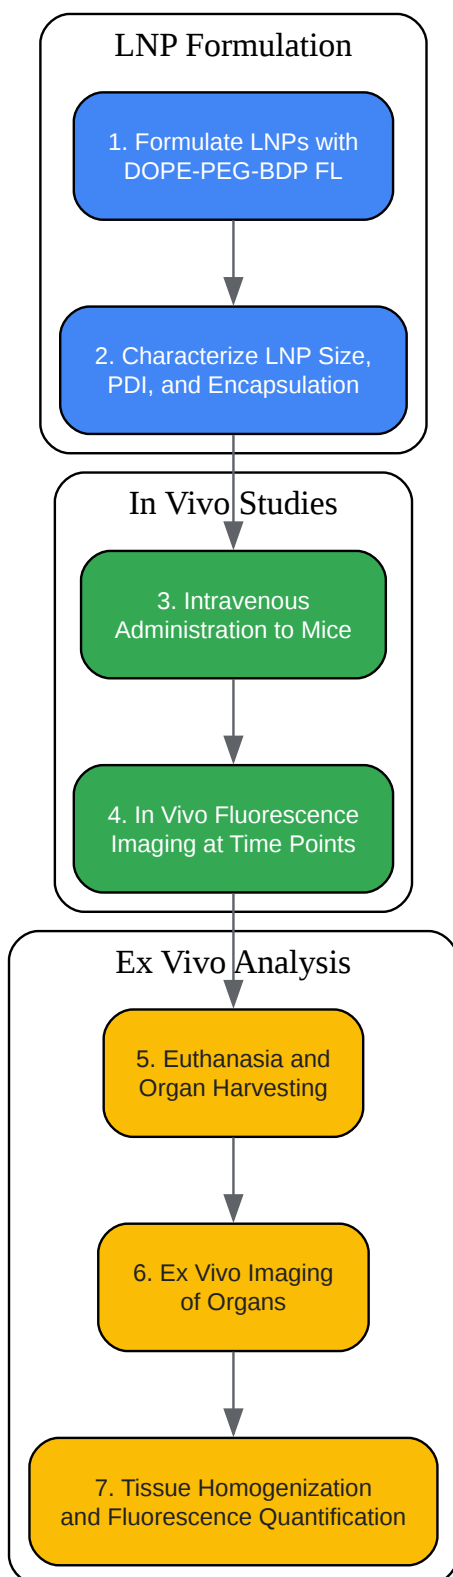 LNP Formulation
1. Formulate LNPs with
DOPE-PEG-BDP FL
2. Characterize LNP Size,
PDI, and Encapsulation
In Vivo Studies
3. Intravenous
Administration to Mice
4. In Vivo Fluorescence
Imaging at Time Points
Ex Vivo Analysis
5. Euthanasia and
Organ Harvesting
6. Ex Vivo Imaging
of Organs
7. Tissue Homogenization
and Fluorescence Quantification